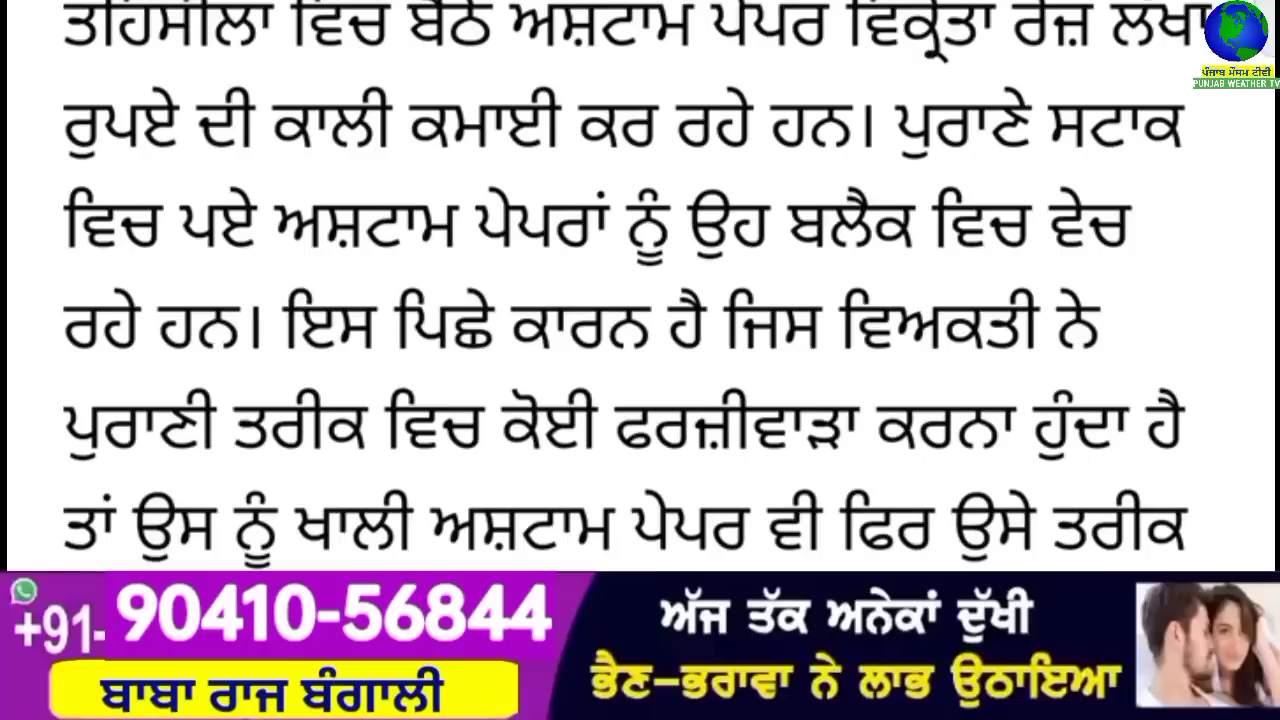 ਤਹਿਸੀਲਾਂ ਵਿਚ ਬੈਠੇ ਅਸ਼ਟਾਮ ਪੇਪਰ ਵਿਕ੍ਰੇਤਾ ਰੋਜ਼ ਲੱਖਾਂ
ਰੁਪਏ ਦੀ ਕਾਲੀ ਕਮਾਈ ਕਰ ਰਹੇ ਹਨ। ਪੁਰਾਣੇ ਸਟਾਕ
ਵਿਚ ਪਏ ਅਸ਼ਟਾਮ ਪੇਪਰਾਂ ਨੂੰ ਉਹ ਬਲੈਕ ਵਿਚ ਵੇਚ
ਰਹੇ ਹਨ। ਇਸ ਪਿਛੇ ਕਾਰਨ ਹੈ ਜਿਸ ਵਿਅਕਤੀ ਨੇ
ਪੁਰਾਣੀ ਤਰੀਕ ਵਿਚ ਕੋਈ ਫਰਜ਼ੀਵਾੜਾ ਕਰਨਾ ਹੁੰਦਾ ਹੈ
ਤਾਂ ਉਸ ਨੂੰ ਖਾਲੀ ਅਸ਼ਟਾਮ ਪੇਪਰ ਵੀ ਫਿਰ ਉਸੇ ਤਰੀਕ
ਪੰਜਾਬ ਮੌਸਮ ਟੀਵੀ
PUNJAB WEATHER TV
+91-90410-56844
ਬਾਬਾ ਰਾਜ ਬੰਗਾਲੀ
ਅੱਜ ਤੱਕ ਅਨੇਕਾਂ ਦੁੱਖੀ
ਭੈਣ-ਭਰਾਵਾ ਨੇ ਲਾਭ ਉਠਾਇਆ